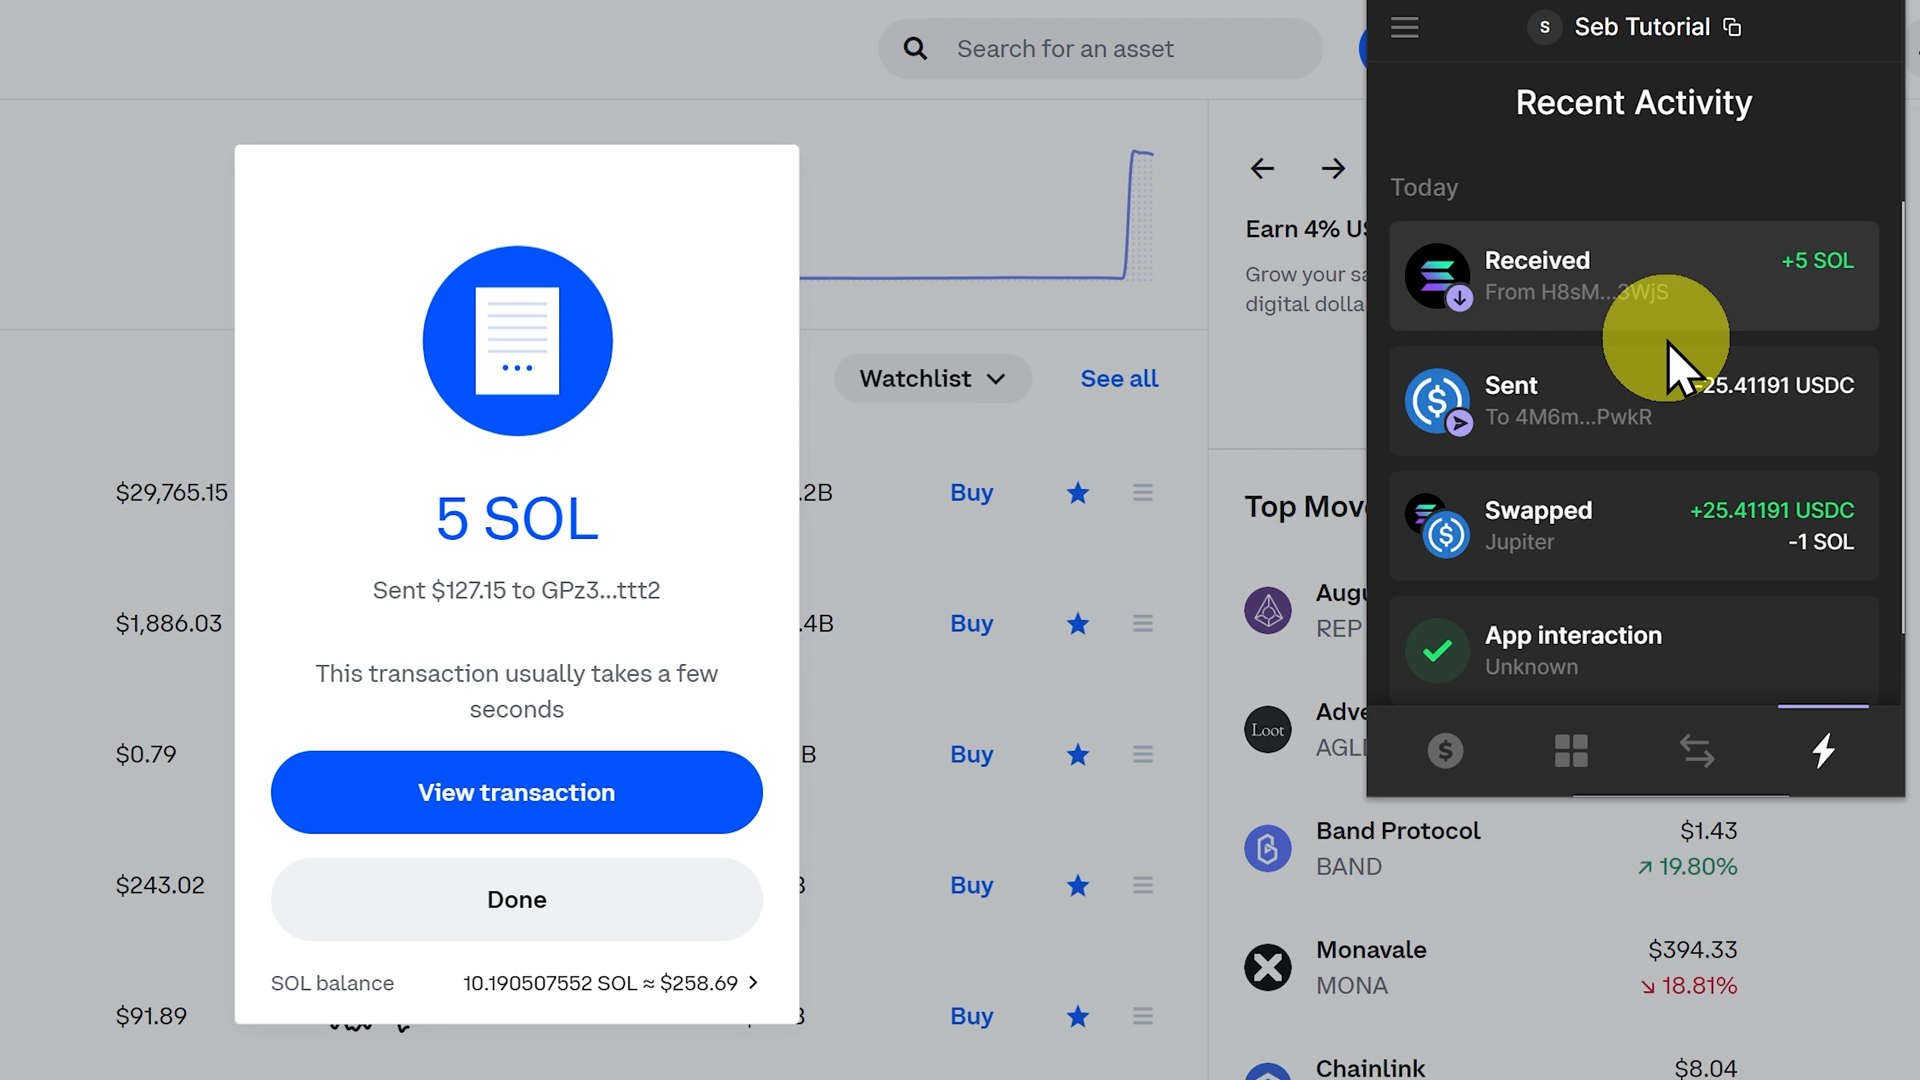 Search for an asset
S Seb Tutorial
Recent Activity
Today
Received +5 SOL
From H8sM...3WjS
Sent -25.41191 USDC
To 4M6m...PwkR
Swapped +25.41191 USDC
Jupiter -1 SOL
App interaction
Unknown
5 SOL
Sent $127.15 to GPz3...ttt2
This transaction usually takes a few
seconds
View transaction
Done
SOL balance 10.190507552 SOL ≈ $258.69
Watchlist See all
$29,765.15 .2B Buy
$1,886.03 .4B Buy
$0.79 B Buy
$243.02 Buy
$91.89 Buy
Earn 4% US
Grow your sa
digital dolla
Top Mov
Augu
REP
Loot
Adve
AGL
Band Protocol $1.43
BAND 19.80%
Monavale $394.33
MONA 18.81%
Chainlink $8.04